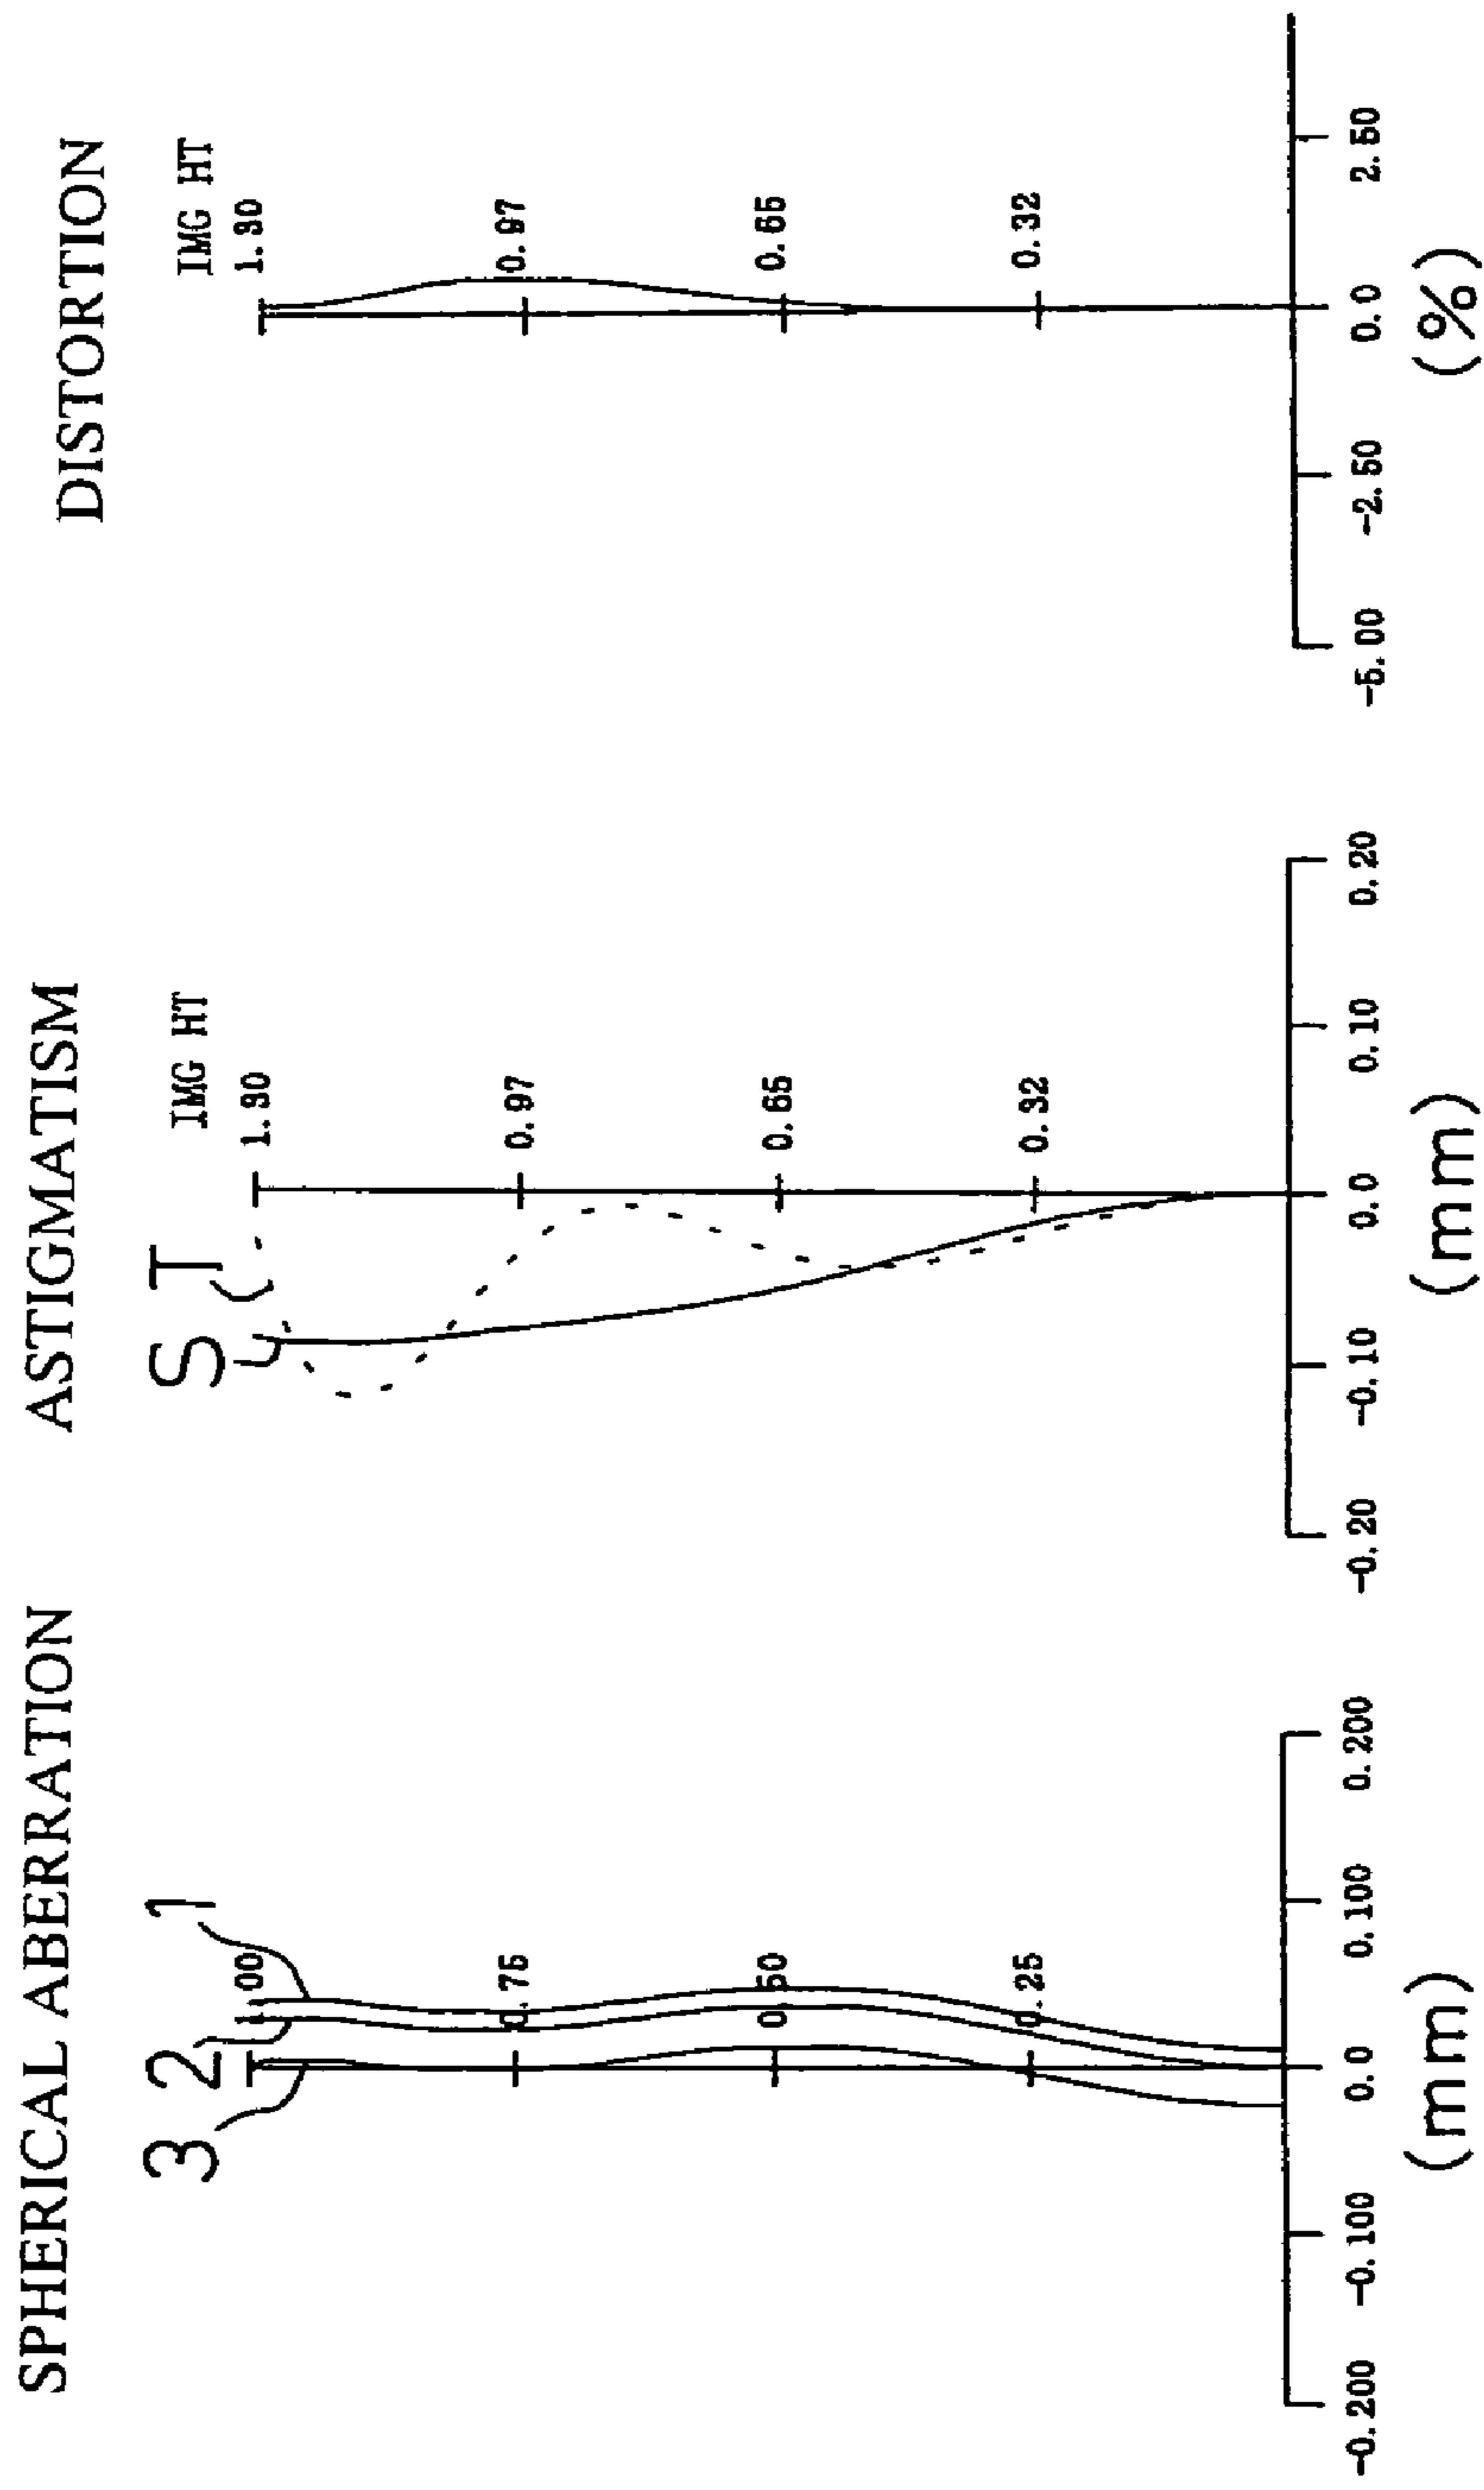 SPHERICAL ABERRATION
3 2 1
00
0.75
0.50
0.25
-0.200 -0.100 0.0 0.100 0.200
(mm)
ASTIGMATISM
S T
IMG HT
1.30
0.97
0.65
0.32
-0.20 -0.10 0.0 0.10 0.20
(mm)
DISTORTION
IMG HT
1.30
0.97
0.65
0.32
-5.00 -2.50 0.0 2.50
(%)